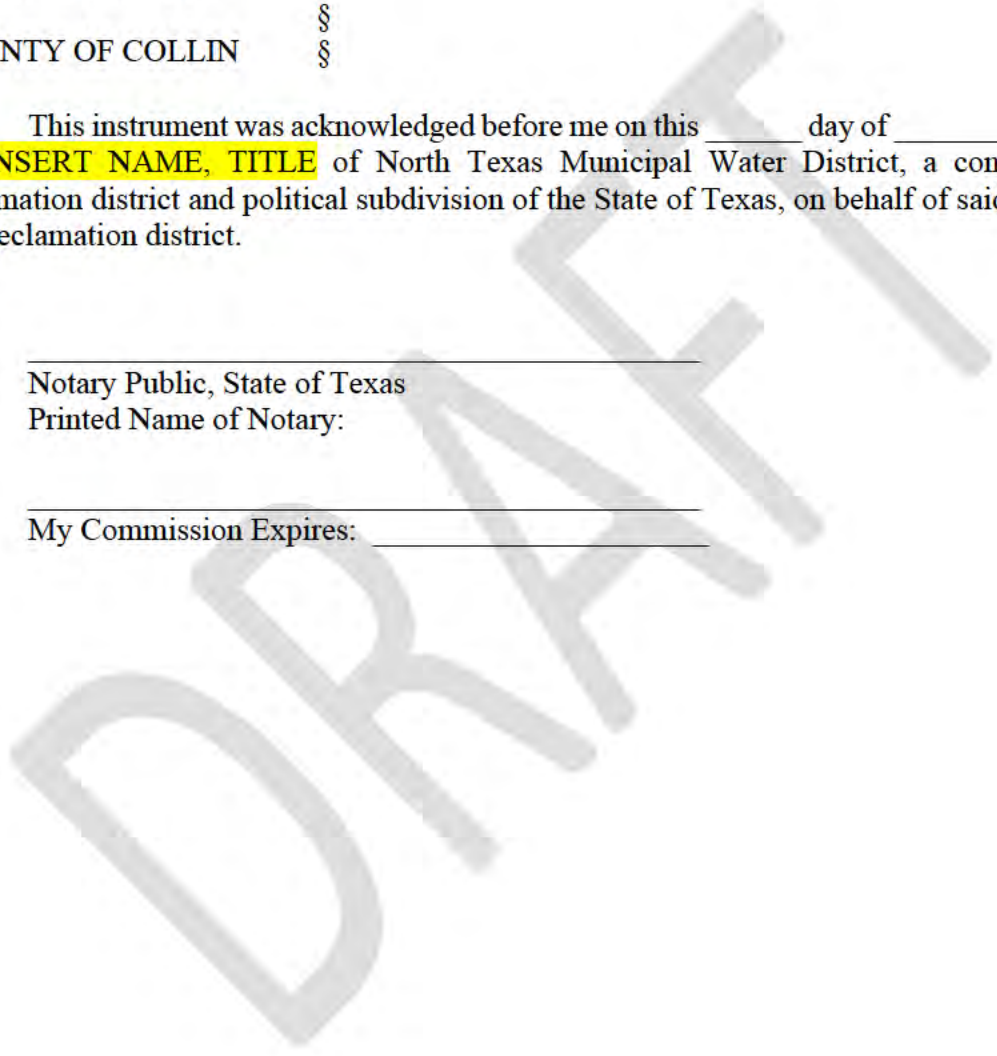 §
NTY OF COLLIN §
This instrument was acknowledged before me on this ______ day of ______
NSERT NAME, TITLE of North Texas Municipal Water District, a con
mation district and political subdivision of the State of Texas, on behalf of said
eclamation district.
Notary Public, State of Texas
Printed Name of Notary:
My Commission Expires: ____________________
DRAFT